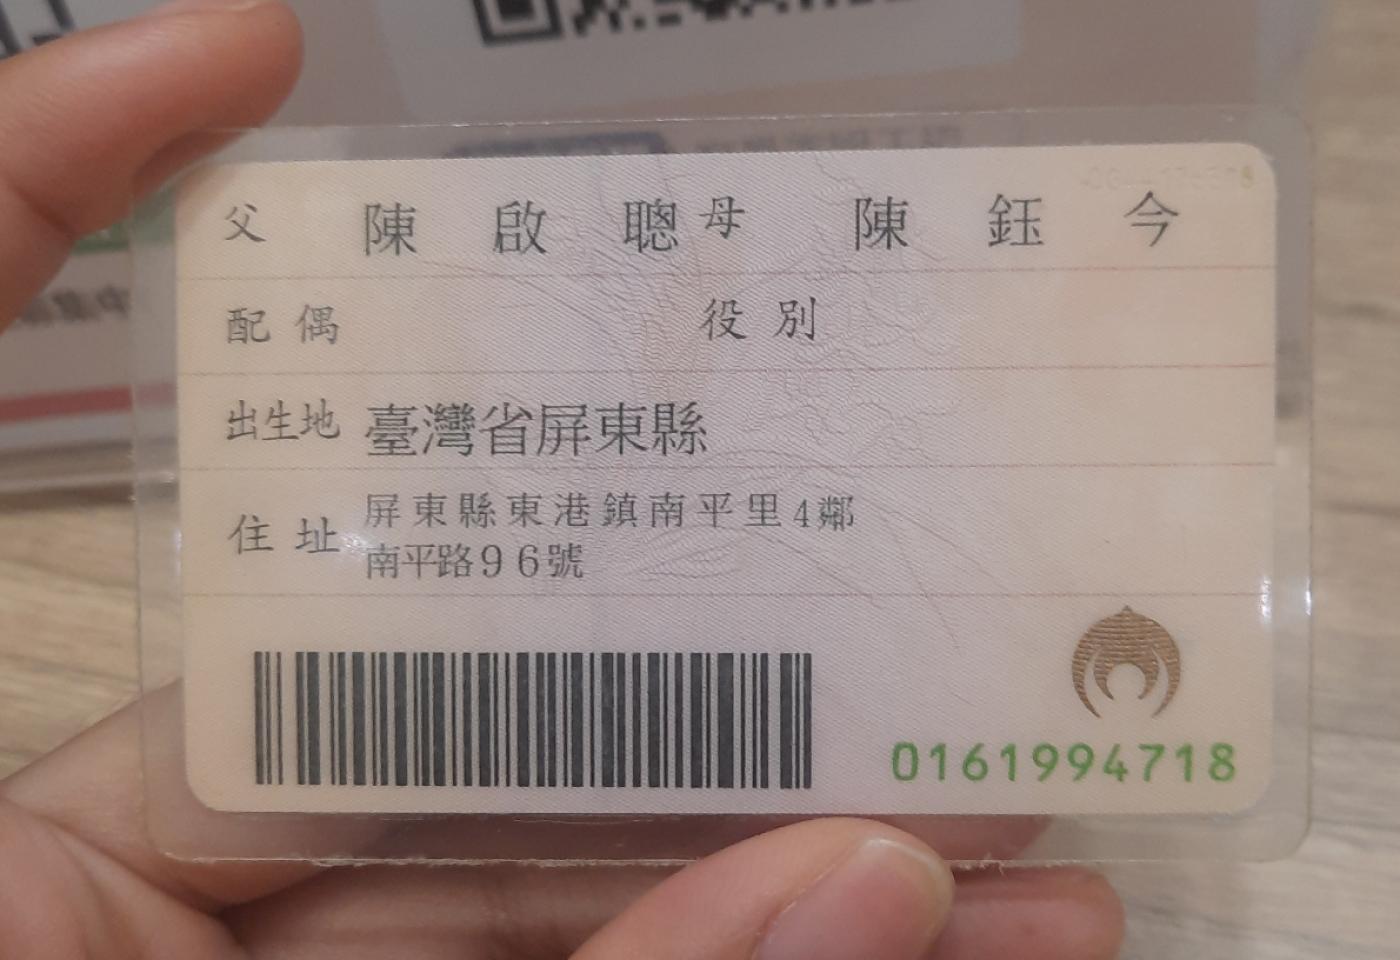 父 陳啟聰 母 陳鈺今
配偶 役別
出生地 臺灣省屏東縣
住址 屏東縣東港鎮南平里4鄰
南平路96號
0161994718